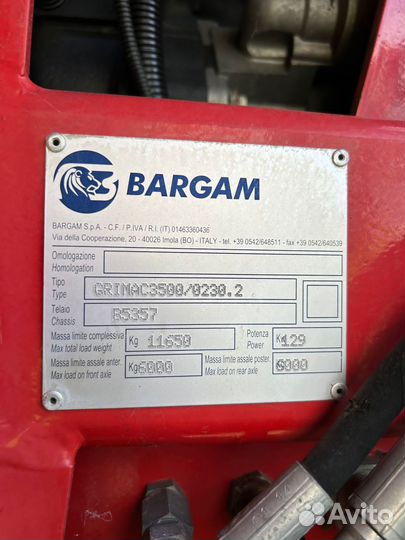 BARGAM
BARGAM S.p.A. - C.F. / P.IVA / R.I. (IT) 01463360436
Via della Cooperazione, 20 - 40026 Imola (BO) - ITALY - tel. +39 0542/648511 - fax +39 0542/640539
Omologazione
Homologation
Tipo
Type GRIMAC3500/0230.2
Telaio
Chassis B5357
Massa limite complessiva
Max total load weight Kg 11650 Potenza
Power 129
Massa limite assale anter.
Max load on front axle Kg 6000 Massa limite assale poster.
Max load on rear axle 6000
Avito